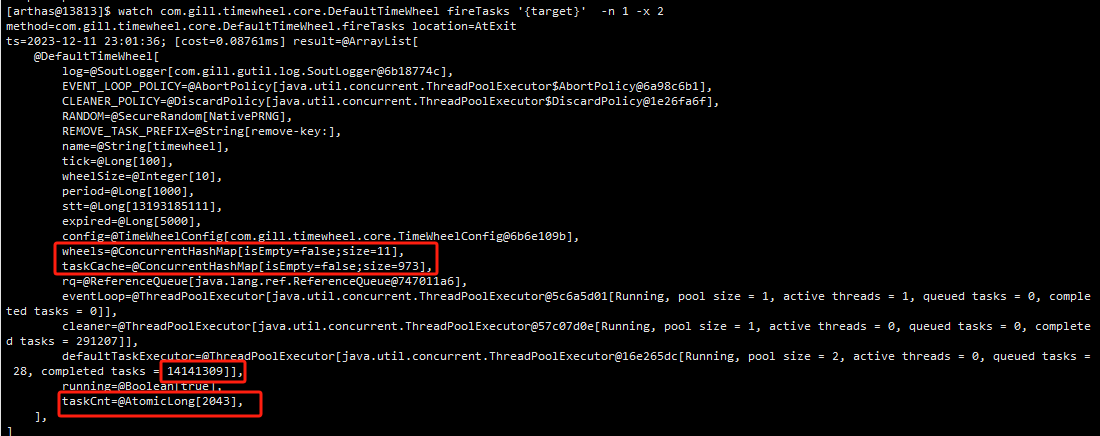 [arthas@13813]$ watch com.gill.timewheel.core.DefaultTimeWheel fireTasks '{target}'  -n 1 -x 2
method=com.gill.timewheel.core.DefaultTimeWheel.fireTasks location=AtExit
ts=2023-12-11 23:01:36; [cost=0.08761ms] result=@ArrayList[
@DefaultTimeWheel[
log=@SoutLogger[com.gill.gutil.log.SoutLogger@6b18774c],
EVENT_LOOP_POLICY=@AbortPolicy[java.util.concurrent.ThreadPoolExecutor$AbortPolicy@6a98c6b1],
CLEANER_POLICY=@DiscardPolicy[java.util.concurrent.ThreadPoolExecutor$DiscardPolicy@1e26fa6f],
RANDOM=@SecureRandom[NativePRNG],
REMOVE_TASK_PREFIX=@String[remove-key:],
name=@String[timewheel],
tick=@Long[100],
wheelSize=@Integer[10],
period=@Long[1000],
stt=@Long[13193185111],
expired=@Long[5000],
config=@TimeWheelConfig[com.gill.timewheel.core.TimeWheelConfig@6b6e109b],
wheels=@ConcurrentHashMap[isEmpty=false;size=11],
taskCache=@ConcurrentHashMap[isEmpty=false;size=973],
rq=@ReferenceQueue[java.lang.ref.ReferenceQueue@747011a6],
eventLoop=@ThreadPoolExecutor[java.util.concurrent.ThreadPoolExecutor@5c6a5d01[Running, pool size = 1, active threads = 1, queued tasks = 0, comple
ted tasks = 0]],
cleaner=@ThreadPoolExecutor[java.util.concurrent.ThreadPoolExecutor@57c07d0e[Running, pool size = 1, active threads = 0, queued tasks = 0, complete
d tasks = 291207]],
defaultTaskExecutor=@ThreadPoolExecutor[java.util.concurrent.ThreadPoolExecutor@16e265dc[Running, pool size = 2, active threads = 0, queued tasks =
28, completed tasks = 14141309]],
running=@Boolean[true],
taskCnt=@AtomicLong[2043],
],
]